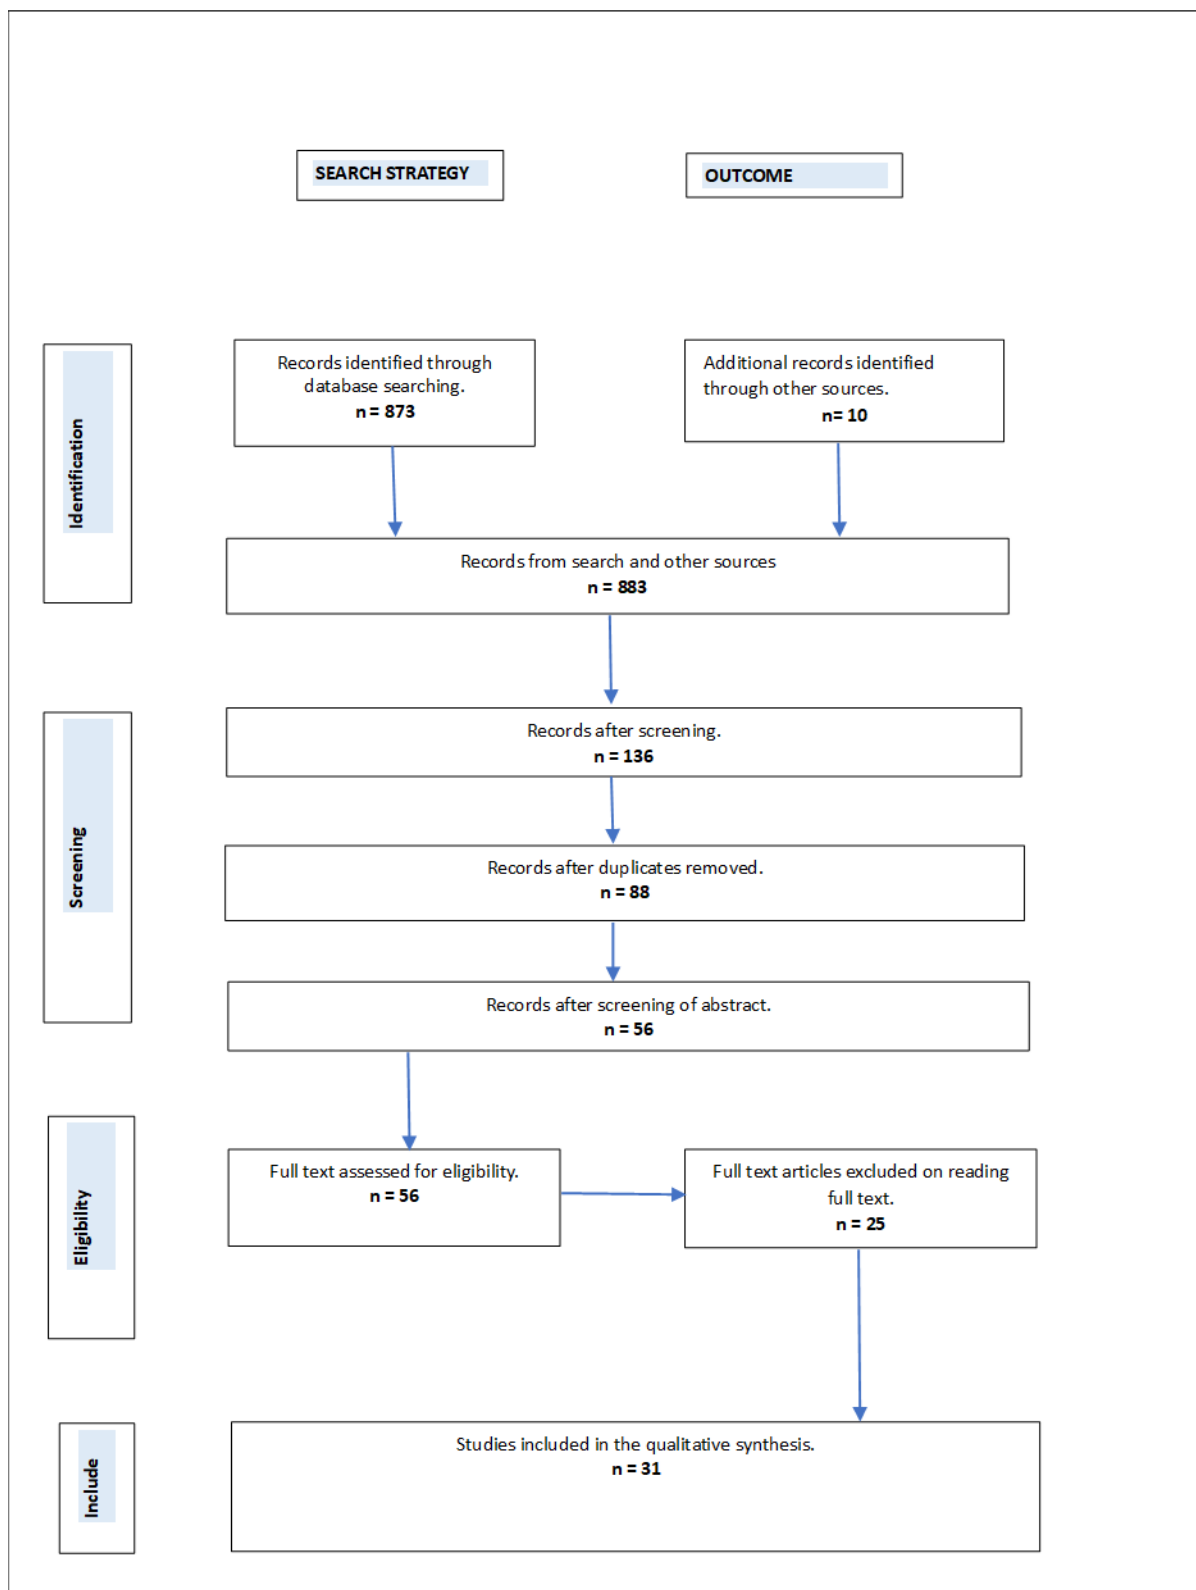 SEARCH STRATEGY
OUTCOME
Identification
Records identified through
database searching.
n = 873
Additional records identified
through other sources.
n= 10
Records from search and other sources
n = 883
Screening
Records after screening.
n = 136
Records after duplicates removed.
n = 88
Records after screening of abstract.
n = 56
Eligibility
Full text assessed for eligibility.
n = 56
Full text articles excluded on reading
full text.
n = 25
Include
Studies included in the qualitative synthesis.
n = 31